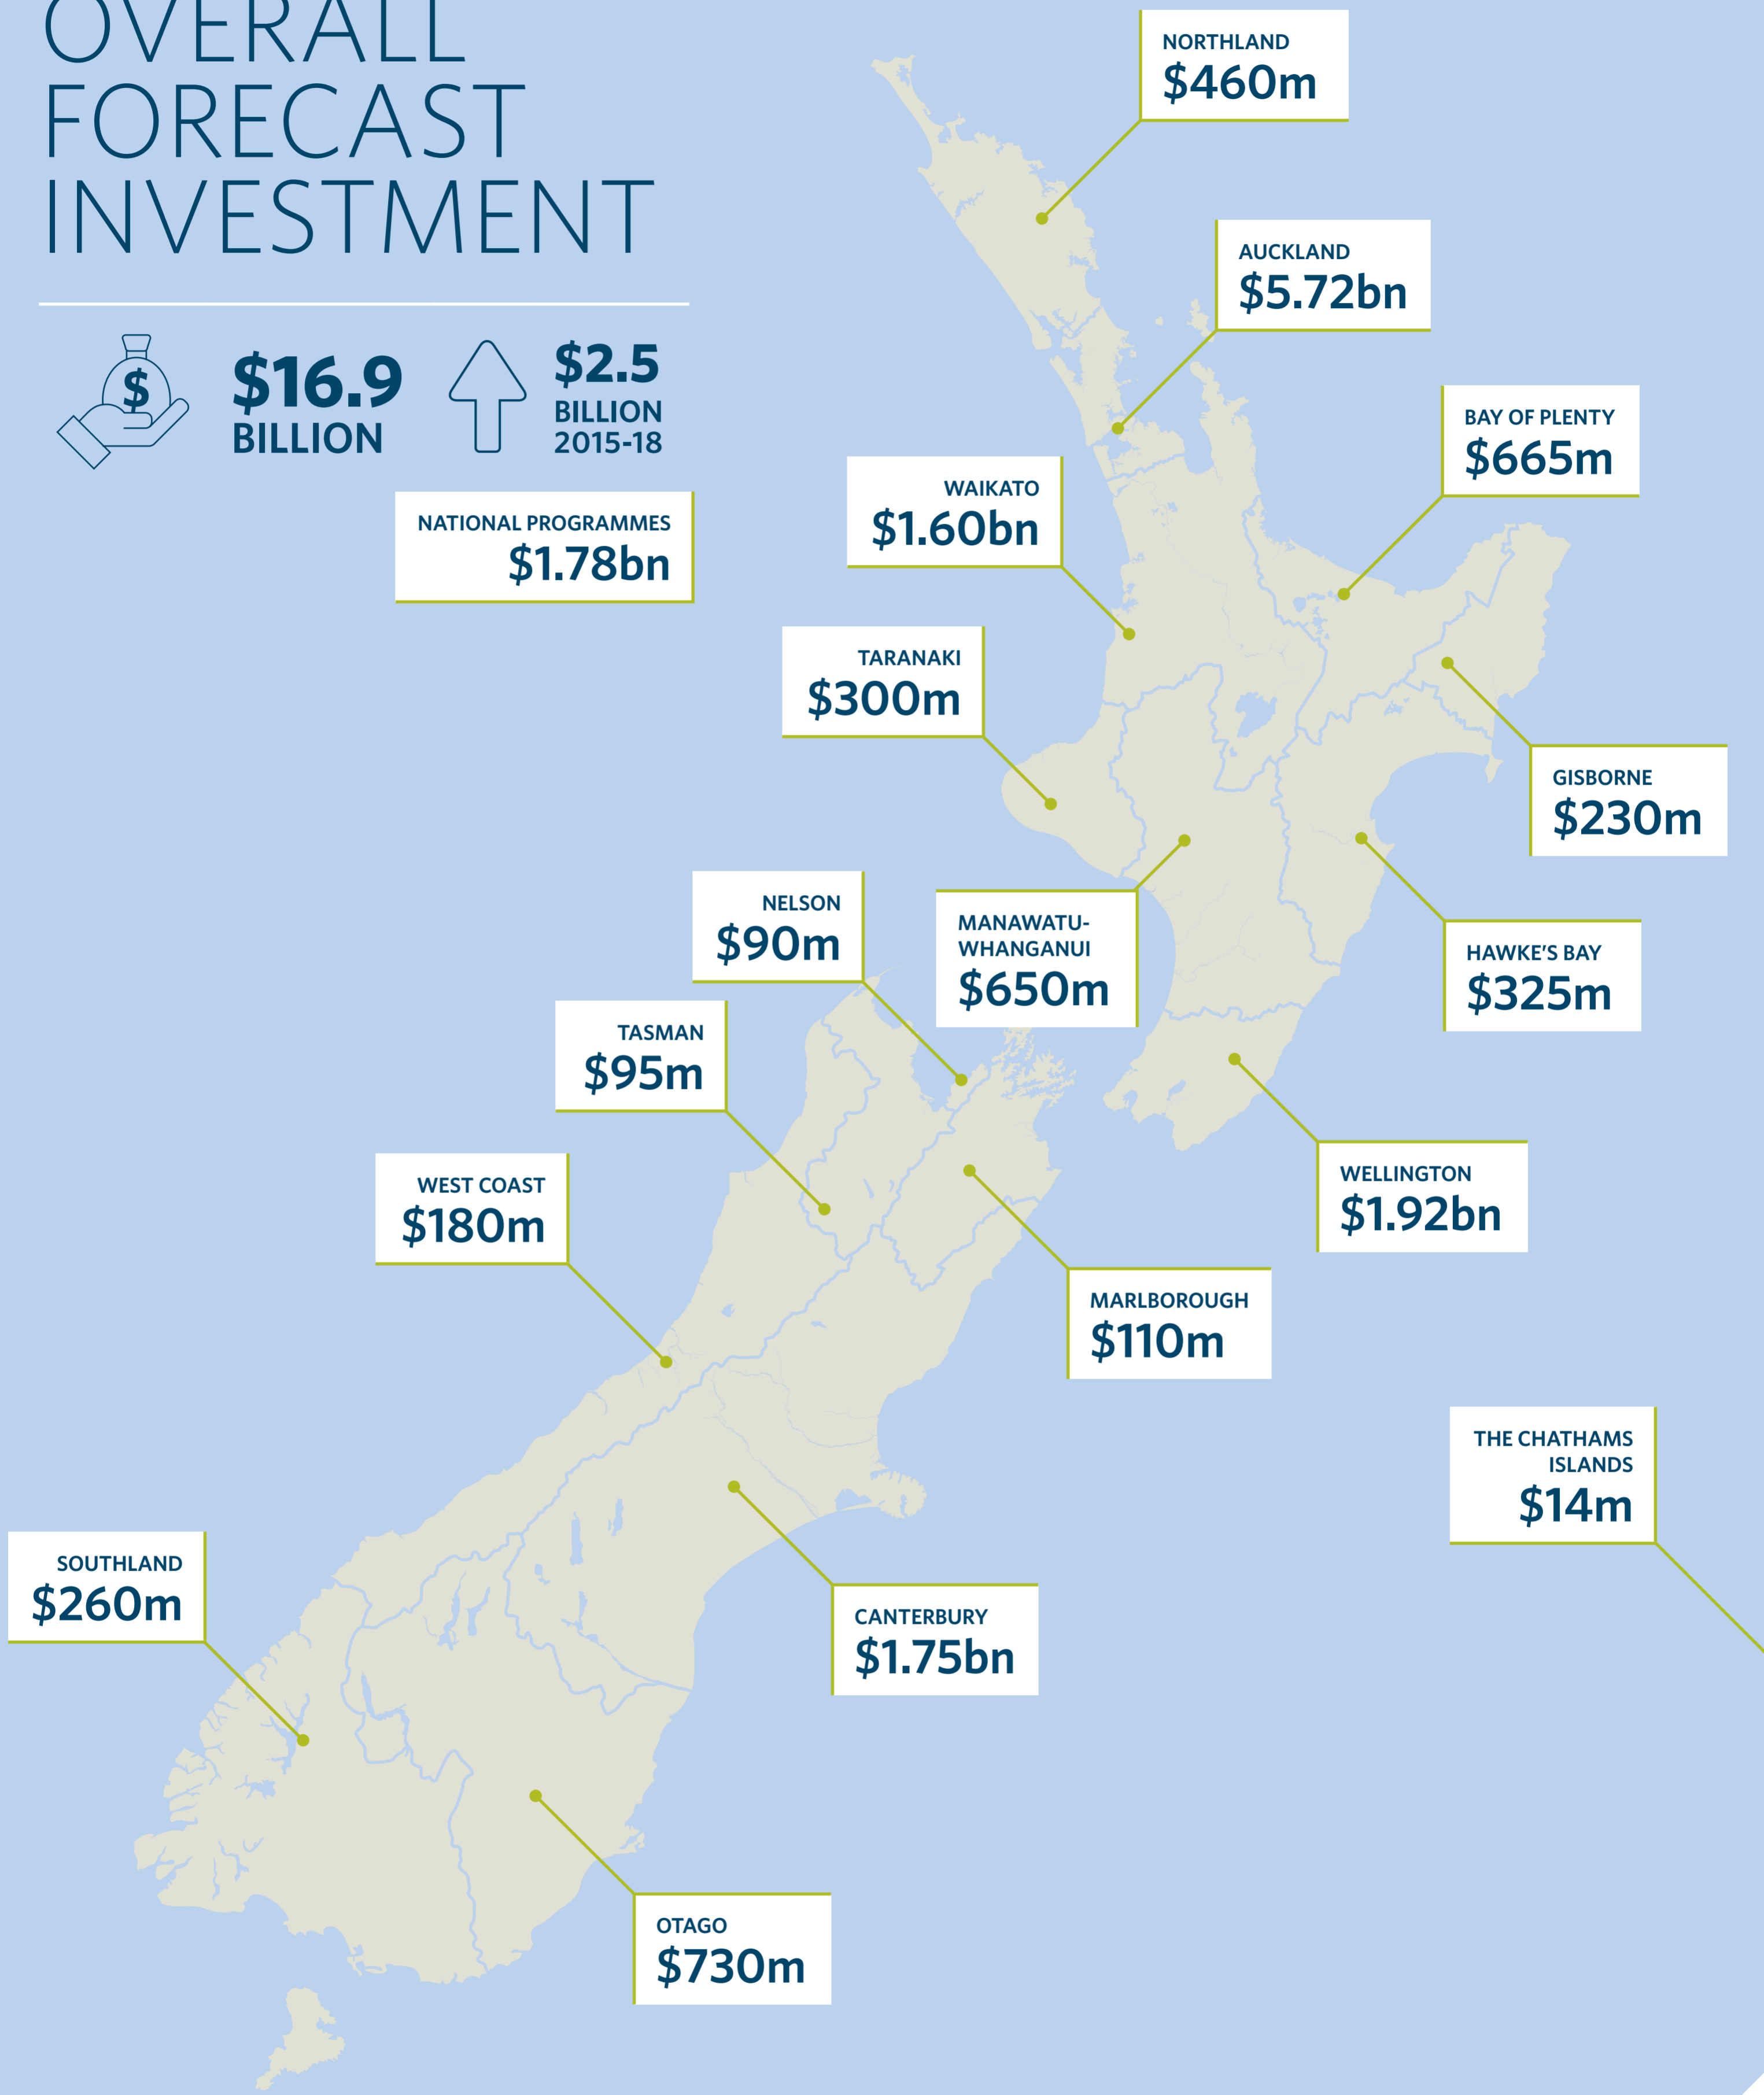 OVERALL
FORECAST
INVESTMENT
$
$16.9
BILLION
$2.5
BILLION
2015-18
NATIONAL PROGRAMMES
$1.78bn
NORTHLAND
$460m
AUCKLAND
$5.72bn
BAY OF PLENTY
$665m
WAIKATO
$1.60bn
TARANAKI
$300m
GISBORNE
$230m
NELSON
$90m
MANAWATU-
WHANGANUI
$650m
HAWKE'S BAY
$325m
TASMAN
$95m
WEST COAST
$180m
WELLINGTON
$1.92bn
MARLBOROUGH
$110m
THE CHATHAMS
ISLANDS
$14m
SOUTHLAND
$260m
CANTERBURY
$1.75bn
OTAGO
$730m